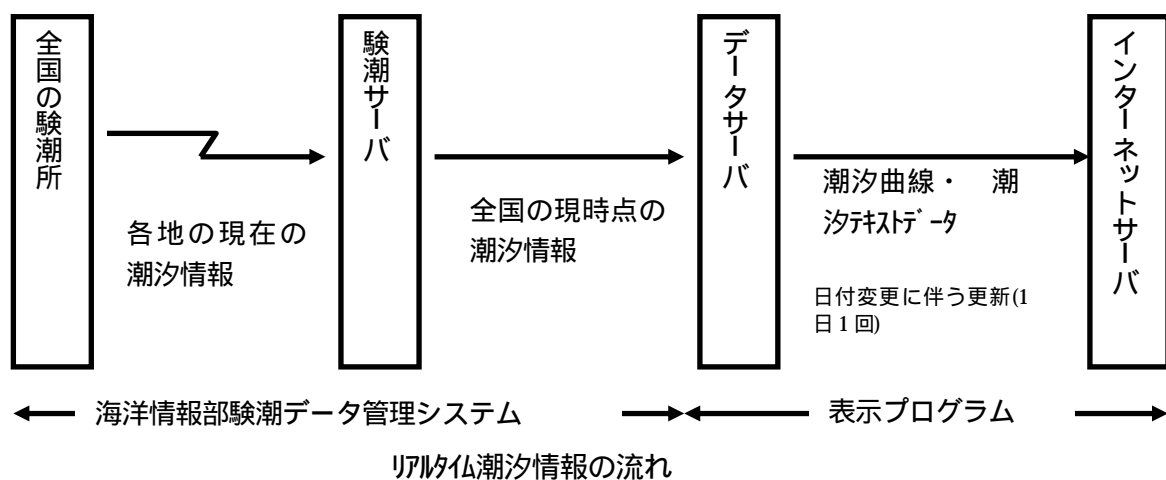 全国の験潮所
各地の現在の
潮汐情報
験潮サーバ
全国の現時点の
潮汐情報
データサーバ
潮汐曲線・　潮
汐ﾃｷｽﾄﾃﾞｰﾀ
日付変更に伴う更新(1
日1回)
インターネットサーバ
海洋情報部験潮データ管理システム
表示プログラム
ﾘｱﾙﾀｲﾑ潮汐情報の流れ